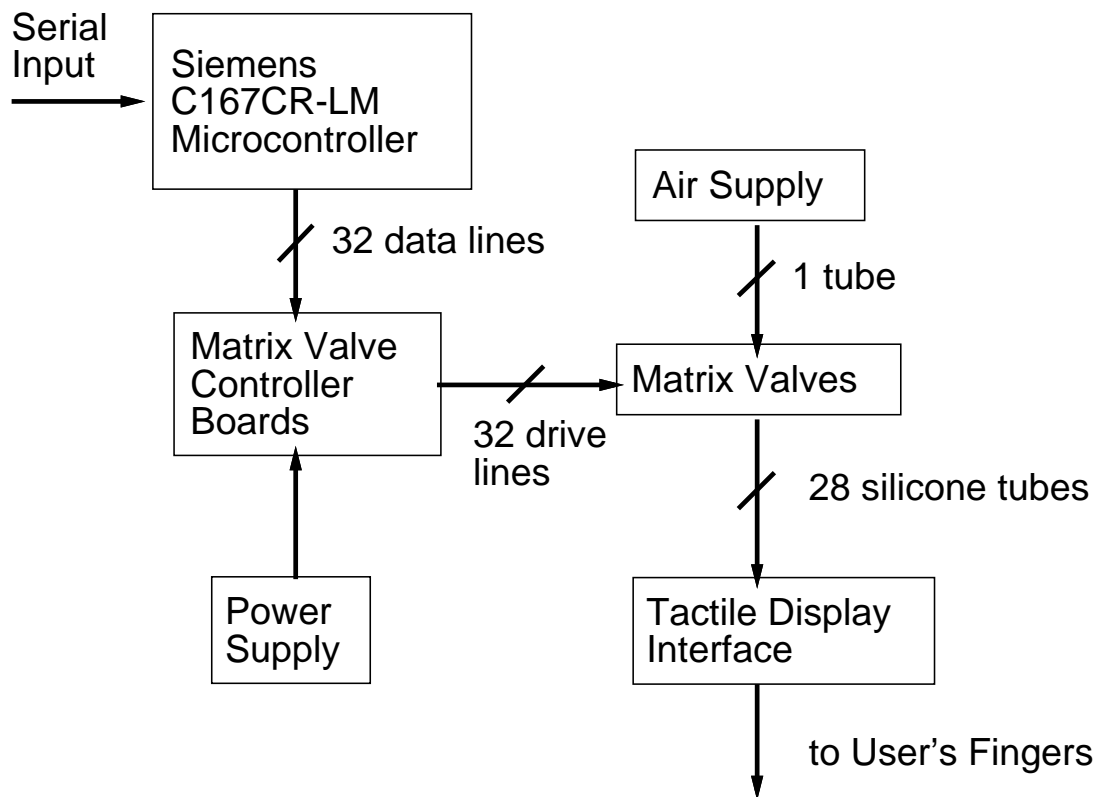 Serial
Input
Siemens
C167CR-LM
Microcontroller
Air Supply
32 data lines
1 tube
Matrix Valve
Controller
Boards
Matrix Valves
32 drive
lines
28 silicone tubes
Power
Supply
Tactile Display
Interface
to User's Fingers